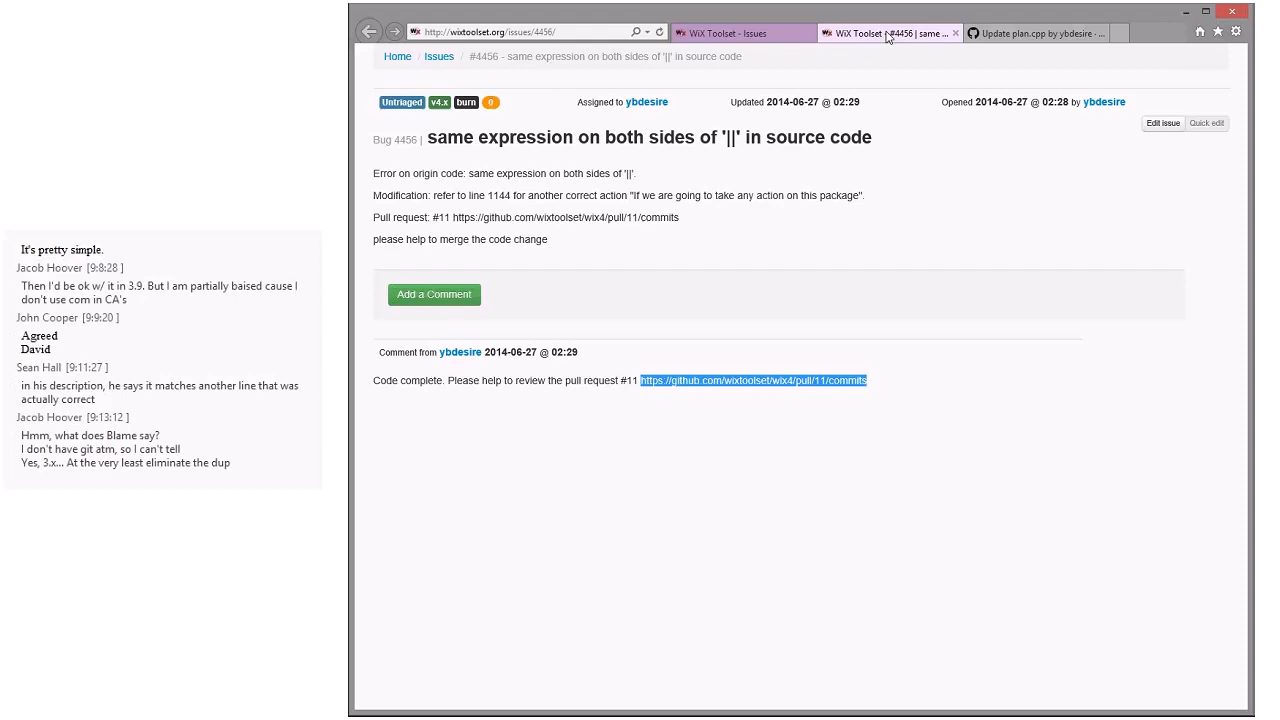 It's pretty simple.
Jacob Hoover [9:8:28 ]
Then I'd be ok w/ it in 3.9. But I am partially baised cause I
don't use com in CA's
John Cooper [9:9:20 ]
Agreed
David
Sean Hall [9:11:27 ]
in his description, he says it matches another line that was
actually correct
Jacob Hoover [9:13:12 ]
Hmm, what does Blame say?
I don't have git atm, so I can't tell
Yes, 3.x... At the very least eliminate the dup
http://wixtoolset.org/issues/4456/
WiX Toolset - Issues
WiX Toolset - #4456 | same ...
Update plan.cpp by ybdesire · ...
Home / Issues / #4456 - same expression on both sides of '||' in source code
Untriaged v4.x burn 0
Assigned to ybdesire
Updated 2014-06-27 @ 02:29
Opened 2014-06-27 @ 02:28 by ybdesire
Edit issue Quick edit
Bug 4456 | same expression on both sides of '||' in source code
Error on origin code: same expression on both sides of '||'.
Modification: refer to line 1144 for another correct action "If we are going to take any action on this package".
Pull request: #11 https://github.com/wixtoolset/wix4/pull/11/commits
please help to merge the code change
Add a Comment
Comment from ybdesire 2014-06-27 @ 02:29
Code complete. Please help to review the pull request #11 https://github.com/wixtoolset/wix4/pull/11/commits